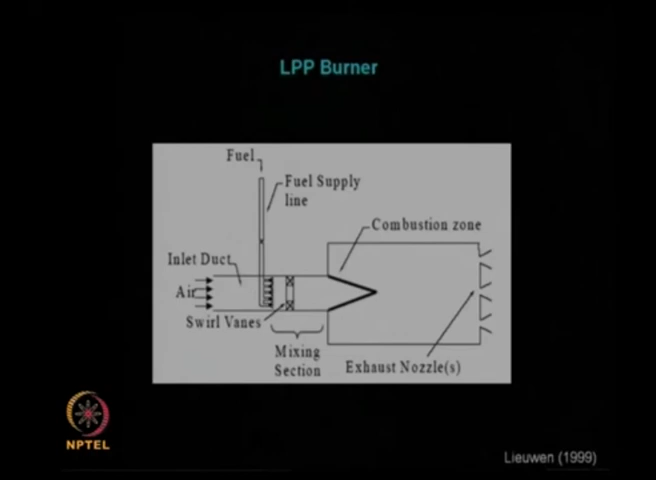 LPP Burner
Fuel
Fuel Supply
line
Combustion zone
Inlet Duct
Air
Swirl Vanes
Mixing
Section
Exhaust Nozzle(s)
NPTEL
Lieuwen (1999)